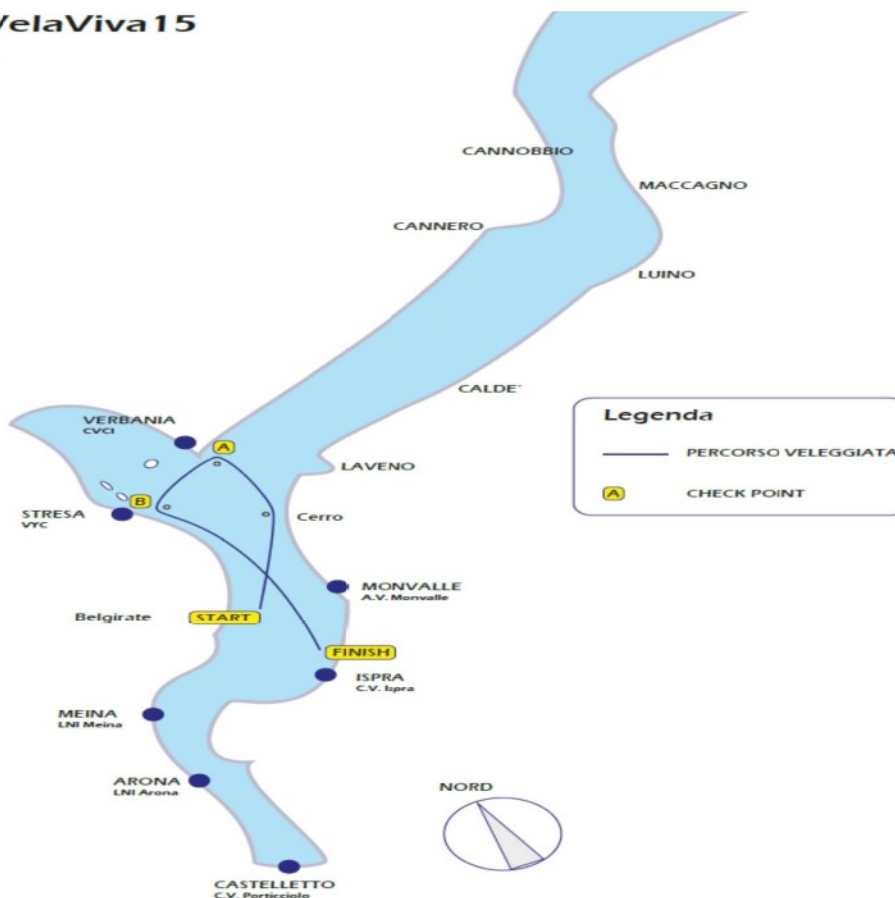 VelaViva15
CANNOBBIO
MACCAGNO
CANNERO
LUINO
CALDE´
Legenda
PERCORSO VELEGGIATA
A CHECK POINT
VERBANIA
CVCI
A
LAVENO
B
STRESA
VYC
Cerro
MONVALLE
A.V. Monvalle
Belgirate
START
FINISH
ISPRA
C.V. Ispra
MEINA
LNI Meina
ARONA
LNI Arona
NORD
CASTELLETTO
C.V. Porticciolo